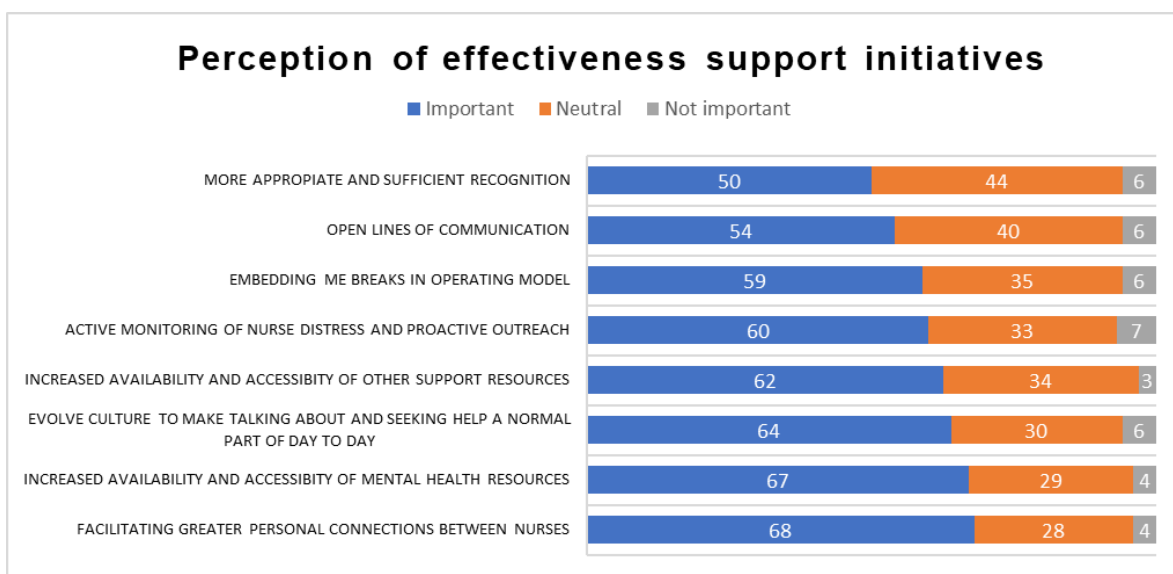 Perception of effectiveness support initiatives
Important Neutral Not important
MORE APPROPIATE AND SUFFICIENT RECOGNITION 50 44 6
OPEN LINES OF COMMUNICATION 54 40 6
EMBEDDING ME BREAKS IN OPERATING MODEL 59 35 6
ACTIVE MONITORING OF NURSE DISTRESS AND PROACTIVE OUTREACH 60 33 7
INCREASED AVAILABILITY AND ACCESSIBITY OF OTHER SUPPORT RESOURCES 62 34 3
EVOLVE CULTURE TO MAKE TALKING ABOUT AND SEEKING HELP A NORMAL
PART OF DAY TO DAY 64 30 6
INCREASED AVAILABILITY AND ACCESSIBITY OF MENTAL HEALTH RESOURCES 67 29 4
FACILITATING GREATER PERSONAL CONNECTIONS BETWEEN NURSES 68 28 4